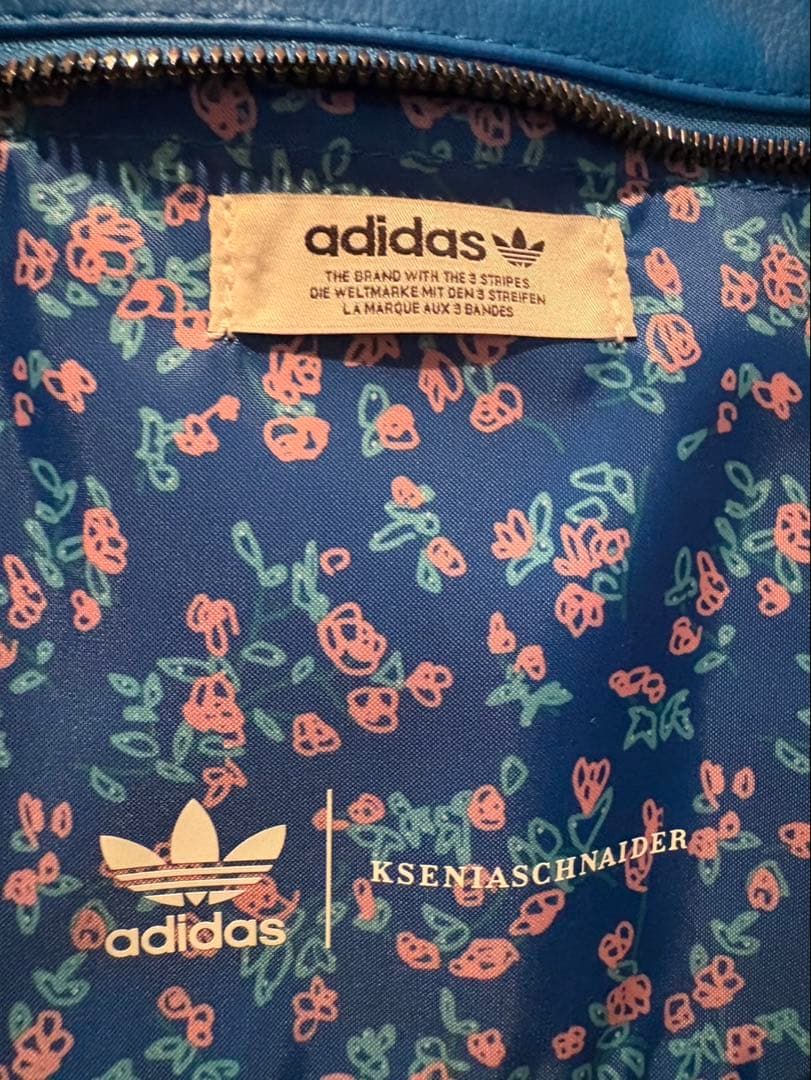 adidas
THE BRAND WITH THE 3 STRIPES
DIE WELTMARKE MIT DEN 3 STREIFEN
LA MARQUE AUX 3 BANDES
adidas
KSENIASCHNAIDER